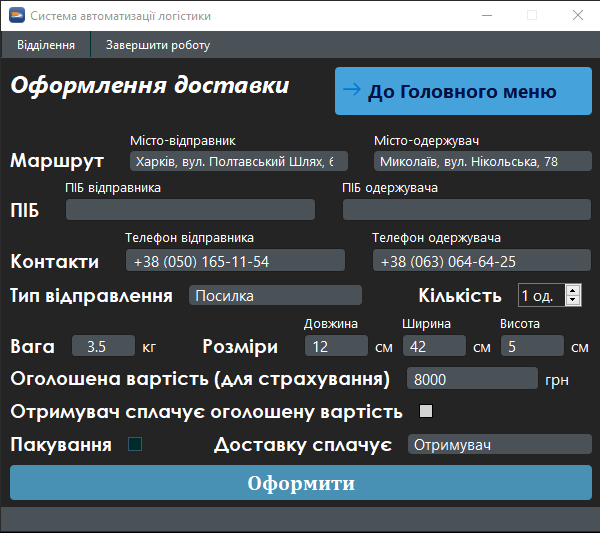 Система автоматизації логістики
Відділення Завершити роботу
Оформлення доставки
До Головного меню
Місто-відправник Місто-одержувач
Маршрут Харків, вул. Полтавський Шлях, Миколаїв, вул. Нікольська, 78
ПІБ відправника ПІБ одержувача
ПІБ
Телефон відправника Телефон одержувача
Контакти +38 (050) 165-11-54 +38 (063) 064-64-25
Тип відправлення Посилка Кількість 1 од.
Довжина Ширина Висота
Вага 3.5 кг Розміри 12 см 42 см 5 см
Оголошена вартість (для страхування) 8000 грн
Отримувач сплачує оголошену вартість
Пакування Доставку сплачує Отримувач
Оформити